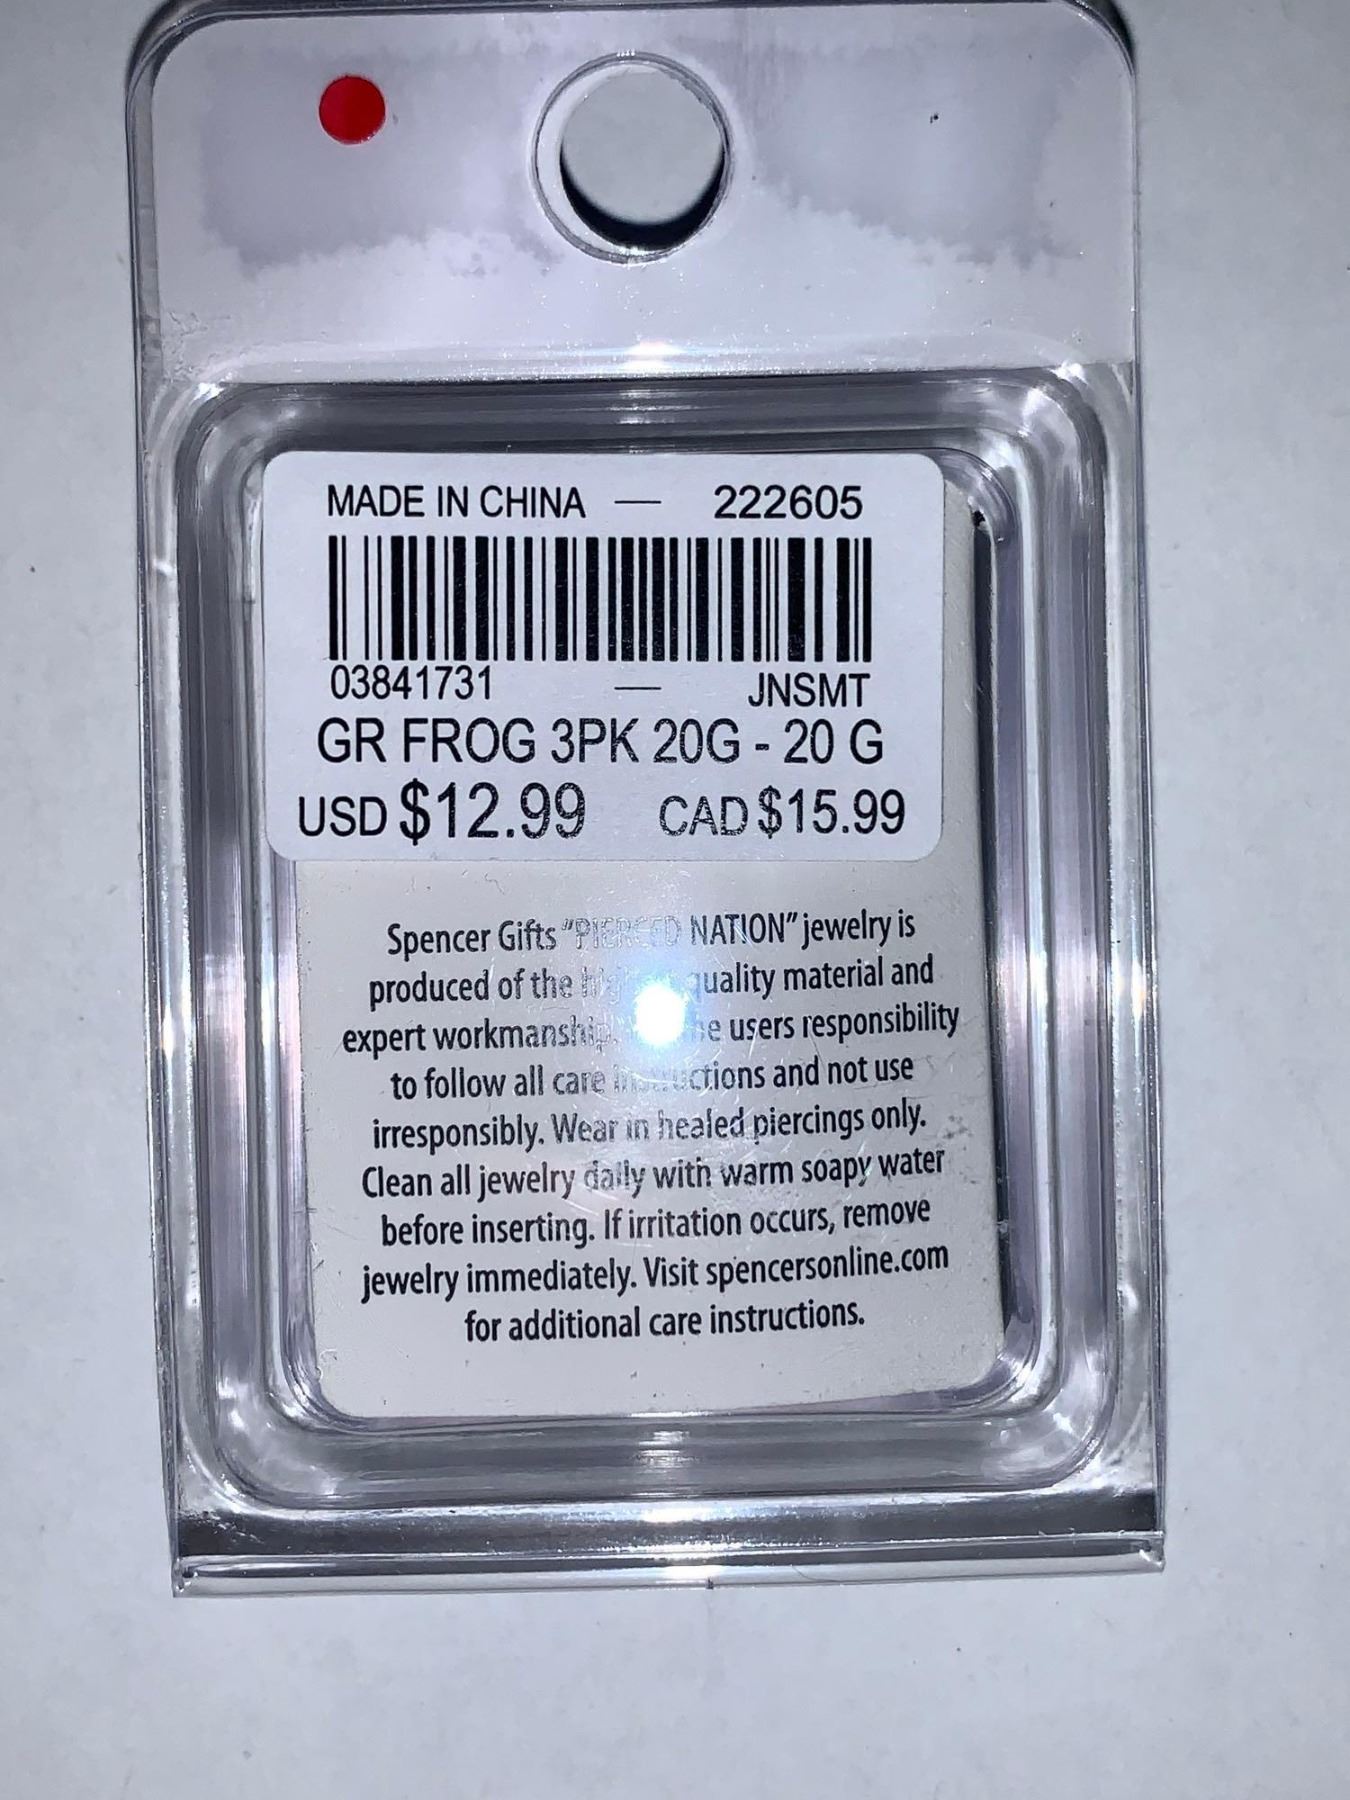 MADE IN CHINA — 222605
03841731 — JNSMT
GR FROG 3PK 20G - 20 G
USD $12.99 CAD $15.99
Spencer Gifts "PIERCED NATION" jewelry is
produced of the quality material and
expert workmanship. users responsibility
to follow all care instructions and not use
irresponsibly. Wear in healed piercings only.
Clean all jewelry daily with warm soapy water
before inserting. If irritation occurs, remove
jewelry immediately. Visit spencersonline.com
for additional care instructions.